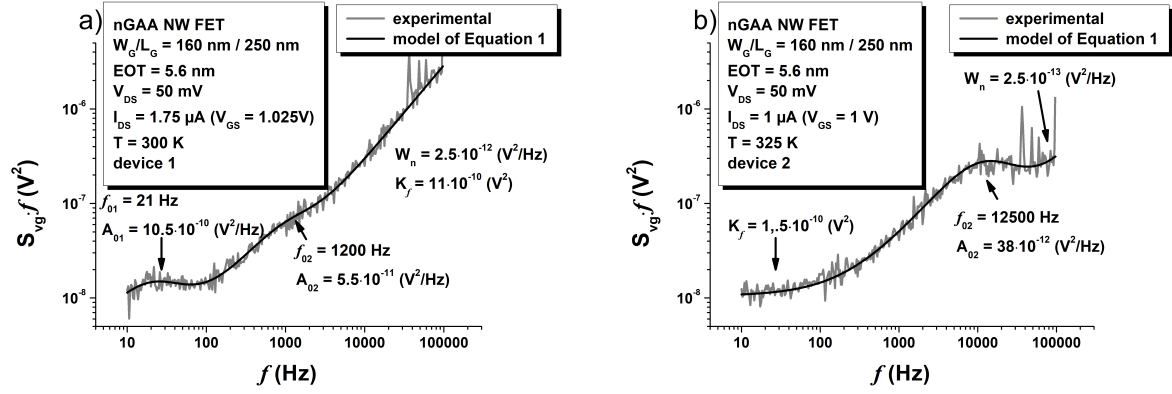 a)
nGAA NW FET
W_G/L_G = 160 nm / 250 nm
EOT = 5.6 nm
V_DS = 50 mV
I_DS = 1.75 µA (V_GS = 1.025V)
T = 300 K
device 1
experimental
model of Equation 1
W_n = 2.5·10^-12 (V^2/Hz)
K_f = 11·10^-10 (V^2)
f_01 = 21 Hz
A_01 = 10.5·10^-10 (V^2/Hz)
f_02 = 1200 Hz
A_02 = 5.5·10^-11 (V^2/Hz)
S_vg·f (V^2)
10^-6
10^-7
10^-8
10 100 1000 10000 100000
f (Hz)
b)
nGAA NW FET
W_G/L_G = 160 nm / 250 nm
EOT = 5.6 nm
V_DS = 50 mV
I_DS = 1 µA (V_GS = 1 V)
T = 325 K
device 2
experimental
model of Equation 1
W_n = 2.5·10^-13 (V^2/Hz)
K_f = 1,.5·10^-10 (V^2)
f_02 = 12500 Hz
A_02 = 38·10^-12 (V^2/Hz)
S_vg·f (V^2)
10^-6
10^-7
10^-8
10 100 1000 10000 100000
f (Hz)